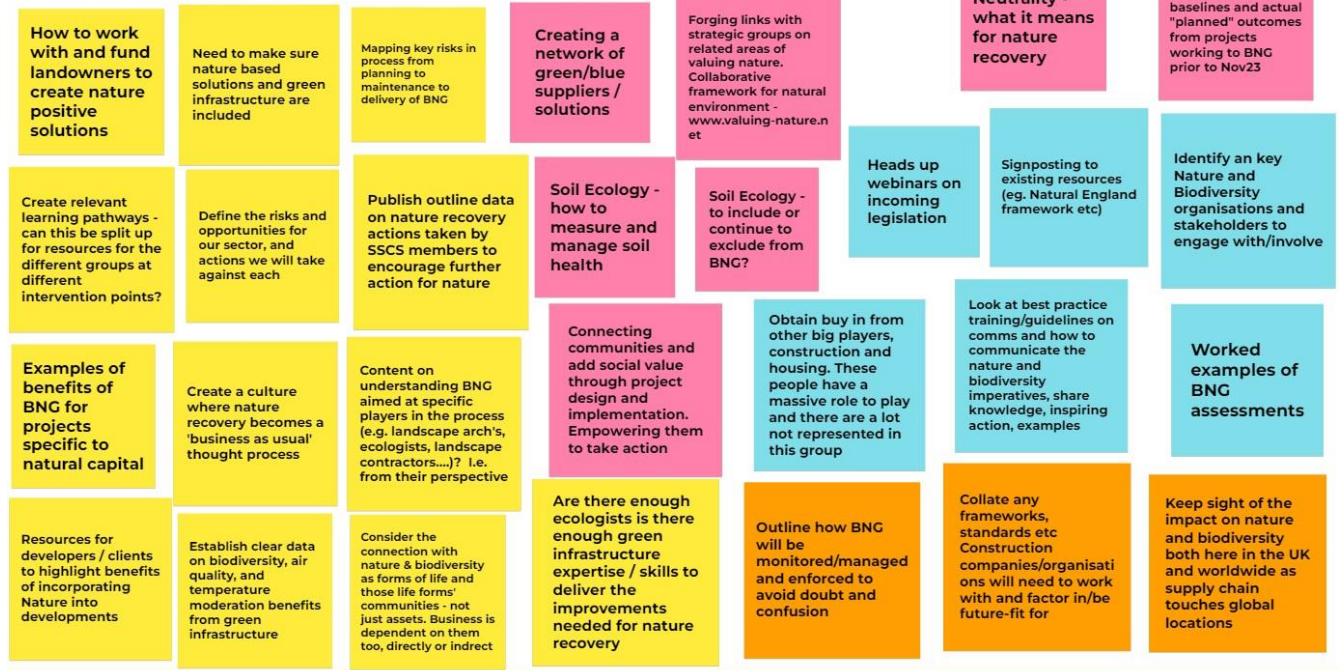 How to work
with and fund
landowners to
create nature
positive
solutions
Need to make sure
nature based
solutions and green
infrastructure are
included
Mapping key risks in
process from
planning to
maintenance to
delivery of BNG
Creating a
network of
green/blue
suppliers /
solutions
Forging links with
strategic groups on
related areas of
valuing nature.
Collaborative
framework for natural
environment -
www.valuing-nature.n
et
Neutrality -
what it means
for nature
recovery
baselines and actual
"planned" outcomes
from projects
working to BNG
prior to Nov23
Create relevant
learning pathways -
can this be split up
for resources for the
different groups at
different
intervention points?
Define the risks and
opportunities for
our sector, and
actions we will take
against each
Publish outline data
on nature recovery
actions taken by
SSCS members to
encourage further
action for nature
Soil Ecology -
how to
measure and
manage soil
health
Soil Ecology -
to include or
continue to
exclude from
BNG?
Heads up
webinars on
incoming
legislation
Signposting to
existing resources
(eg. Natural England
framework etc)
Identify an key
Nature and
Biodiversity
organisations and
stakeholders to
engage with/involve
Examples of
benefits of
BNG for
projects
specific to
natural capital
Create a culture
where nature
recovery becomes a
'business as usual'
thought process
Content on
understanding BNG
aimed at specific
players in the process
(e.g. landscape arch's,
ecologists, landscape
contractors....)? I.e.
from their perspective
Connecting
communities and
add social value
through project
design and
implementation.
Empowering them
to take action
Obtain buy in from
other big players,
construction and
housing. These
people have a
massive role to play
and there are a lot
not represented in
this group
Look at best practice
training/guidelines on
comms and how to
communicate the
nature and
biodiversity
imperatives, share
knowledge, inspiring
action, examples
Worked
examples of
BNG
assessments
Resources for
developers / clients
to highlight benefits
of incorporating
Nature into
developments
Establish clear data
on biodiversity, air
quality, and
temperature
moderation benefits
from green
infrastructure
Consider the
connection with
nature & biodiversity
as forms of life and
those life forms'
communities - not
just assets. Business is
dependent on them
too, directly or indrect
Are there enough
ecologists is there
enough green
infrastructure
expertise / skills to
deliver the
improvements
needed for nature
recovery
Outline how BNG
will be
monitored/managed
and enforced to
avoid doubt and
confusion
Collate any
frameworks,
standards etc
Construction
companies/organisati
ons will need to work
with and factor in/be
future-fit for
Keep sight of the
impact on nature
and biodiversity
both here in the UK
and worldwide as
supply chain
touches global
locations